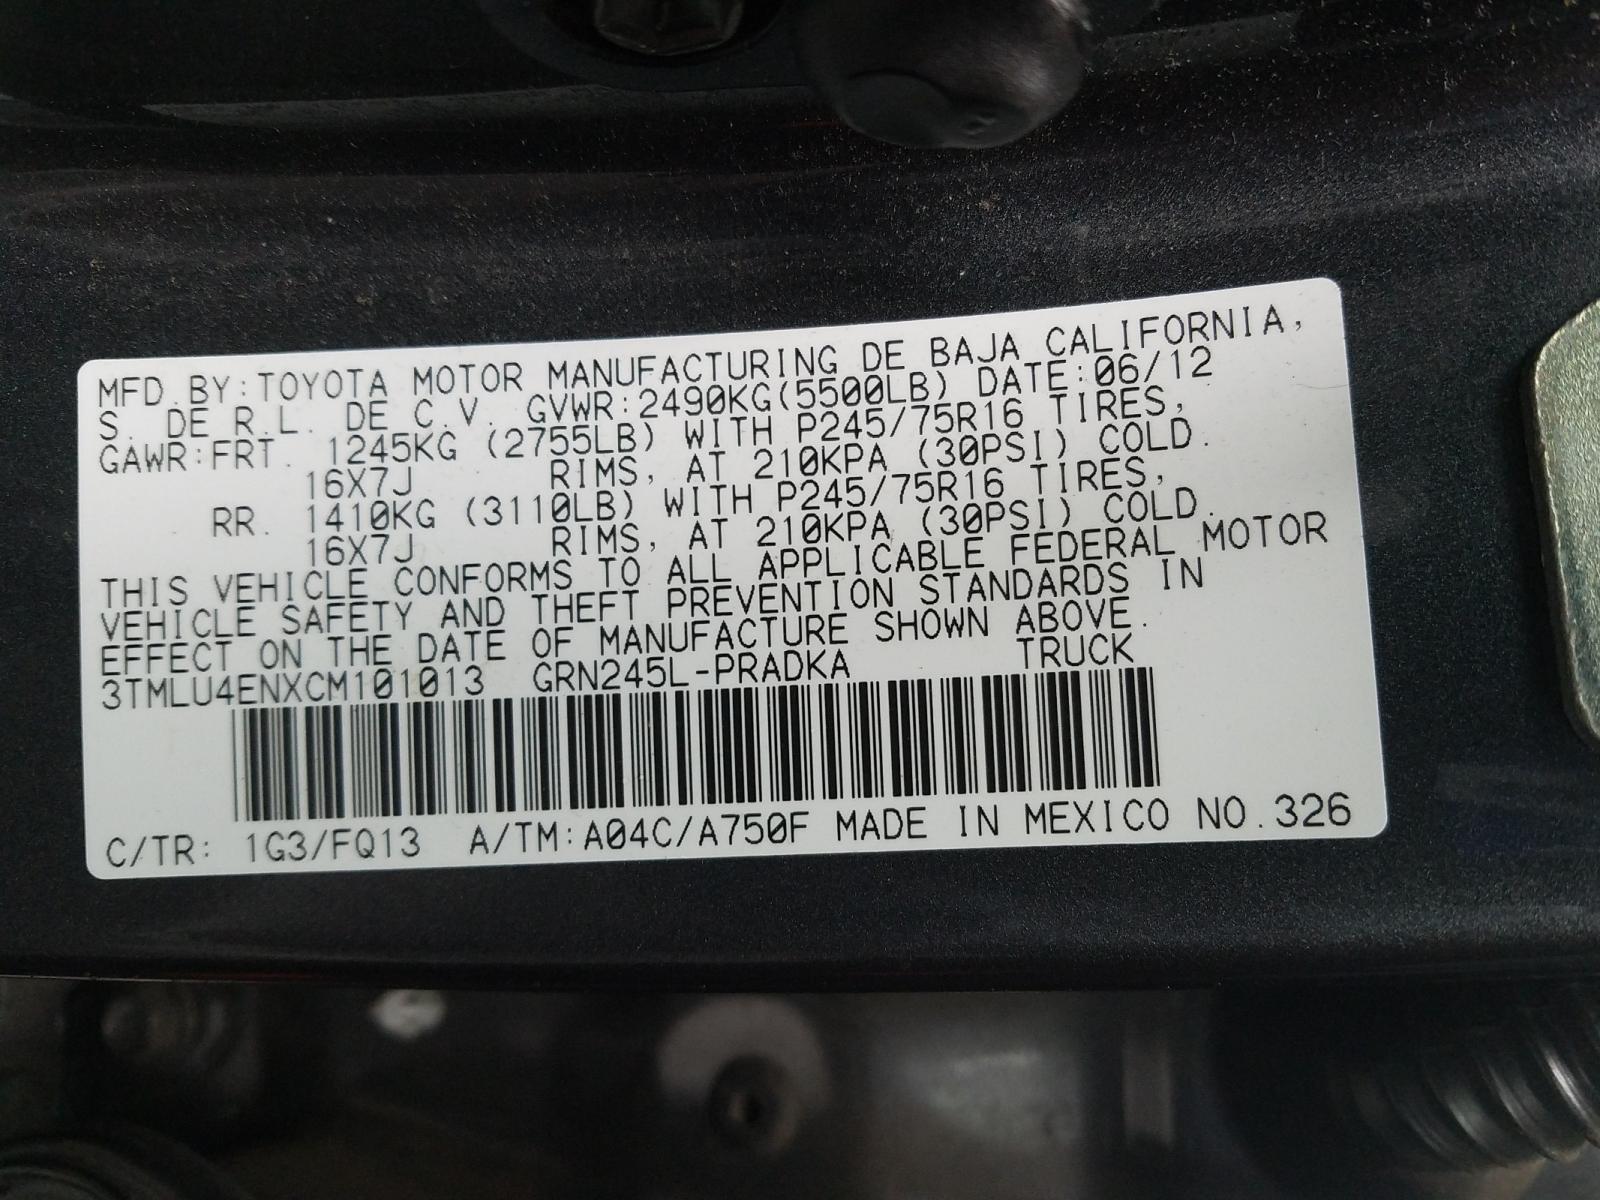 MFD. BY: TOYOTA MOTOR MANUFACTURING DE BAJA CALIFORNIA,
S. DE R.L. DE C.V. GVWR:2490KG(5500LB) DATE:06/12
GAWR:FRT. 1245KG (2755LB) WITH P245/75R16 TIRES,
16X7J RIMS, AT 210KPA (30PSI) COLD.
RR. 1410KG (3110LB) WITH P245/75R16 TIRES,
16X7J RIMS, AT 210KPA (30PSI) COLD.
THIS VEHICLE CONFORMS TO ALL APPLICABLE FEDERAL MOTOR
VEHICLE SAFETY AND THEFT PREVENTION STANDARDS IN
EFFECT ON THE DATE OF MANUFACTURE SHOWN ABOVE.
3TMLU4ENXCM101013 GRN245L-PRADKA TRUCK
C/TR: 1G3/FQ13 A/TM:A04C/A750F MADE IN MEXICO NO.326